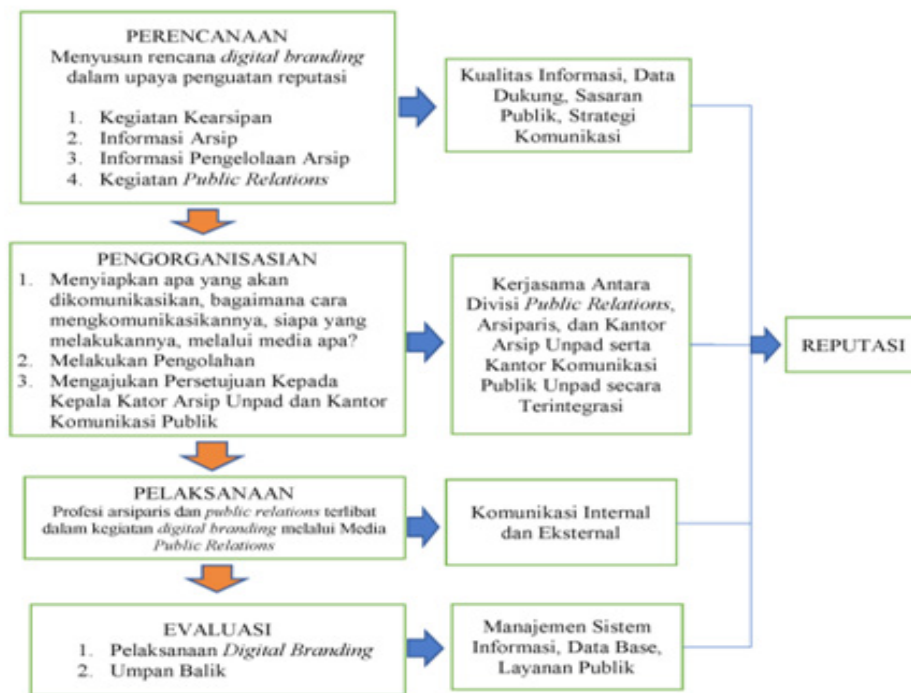 PERENCANAAN
Menyusun rencana digital branding
dalam upaya penguatan reputasi
1. Kegiatan Kearsipan
2. Informasi Arsip
3. Informasi Pengelolaan Arsip
4. Kegiatan Public Relations
Kualitas Informasi, Data
Dukung, Sasaran
Publik, Strategi
Komunikasi
PENGORGANISASIAN
1. Menyiapkan apa yang akan
dikomunikasikan, bagaimana cara
mengkomunikasikannya, siapa yang
melakukannya, melalui media apa?
2. Melakukan Pengolahan
3. Mengajukan Persetujuan Kepada
Kepala Kator Arsip Unpad dan Kantor
Komunikasi Publik
Kerjasama Antara
Divisi Public Relations,
Arsiparis, dan Kantor
Arsip Unpad serta
Kantor Komunikasi
Publik Unpad secara
Terintegrasi
REPUTASI
PELAKSANAAN
Profesi arsiparis dan public relations terlibat
dalam kegiatan digital branding melalui Media
Public Relations
Komunikasi Internal
dan Eksternal
EVALUASI
1. Pelaksanaan Digital Branding
2. Umpan Balik
Manajemen Sistem
Informasi, Data Base,
Layanan Publik